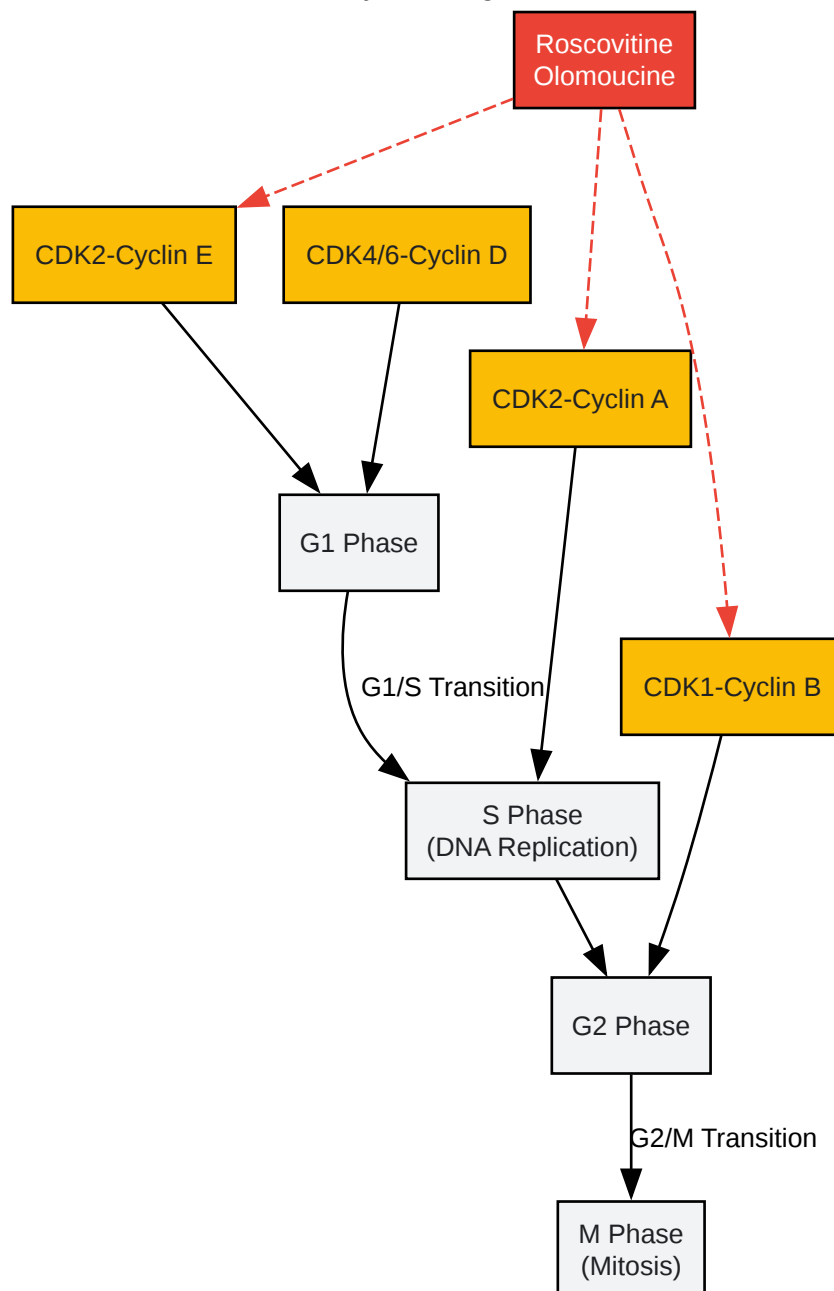 Roscovitine
Olomoucine
CDK2-Cyclin E
CDK4/6-Cyclin D
CDK2-Cyclin A
G1 Phase
G1/S Transition
CDK1-Cyclin B
S Phase
(DNA Replication)
G2 Phase
G2/M Transition
M Phase
(Mitosis)